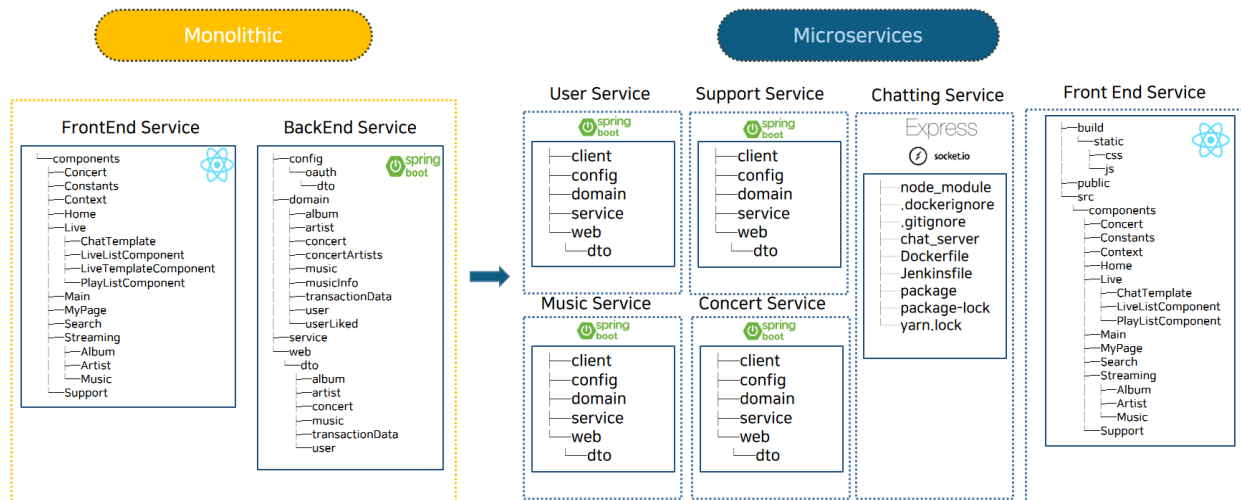 Monolithic
Microservices
FrontEnd Service
components
Concert
Constants
Context
Home
Live
ChatTemplate
LiveListComponent
LiveTemplateComponent
PlayListComponent
Main
MyPage
Search
Streaming
Album
Artist
Music
Support
BackEnd Service
spring
boot
config
oauth
dto
domain
album
artist
concert
concertArtists
music
musicInfo
transactionData
user
userLiked
service
web
dto
album
artist
concert
music
transactionData
user
User Service
spring
boot
client
config
domain
service
web
dto
Support Service
spring
boot
client
config
domain
service
web
dto
Music Service
spring
boot
client
config
domain
service
web
dto
Concert Service
spring
boot
client
config
domain
service
web
dto
Chatting Service
Express
socket.io
node_module
.dockerignore
.gitignore
chat_server
Dockerfile
Jenkinsfile
package
package-lock
yarn.lock
Front End Service
build
static
css
js
public
src
components
Concert
Constants
Context
Home
Live
ChatTemplate
LiveListComponent
PlayListComponent
Main
MyPage
Search
Streaming
Album
Artist
Music
Support